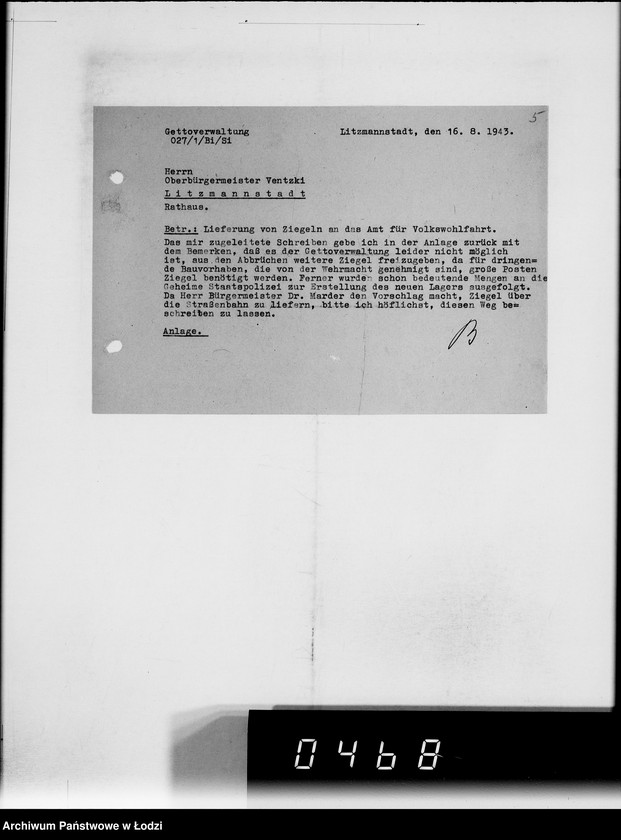 5
Gettoverwaltung Litzmannstadt, den 16. 8. 1943.
027/1/Bi/Si
Herrn
Oberbürgermeister Ventzki
L i t z m a n n s t a d t
Rathaus.
Betr.: Lieferung von Ziegeln an das Amt für Volkswohlfahrt.
Das mir zugeleitete Schreiben gebe ich in der Anlage zurück mit
dem Bemerken, daß es der Gettoverwaltung leider nicht möglich
ist, aus den Abbrüchen weitere Ziegel freizugeben, da für dringen=
de Bauvorhaben, die von der Wehrmacht genehmigt sind, große Posten
Ziegel benötigt werden. Ferner wurden schon bedeutende Mengen an die
Geheime Staatspolizei zur Erstellung des neuen Lagers ausgefolgt.
Da Herr Bürgermeister Dr. Marder den Vorschlag macht, Ziegel über
die Straßenbahn zu liefern, bitte ich höflichst, diesen Weg be=
schreiben zu lassen.
Anlage.
B
0468
Archiwum Państwowe w Łodzi